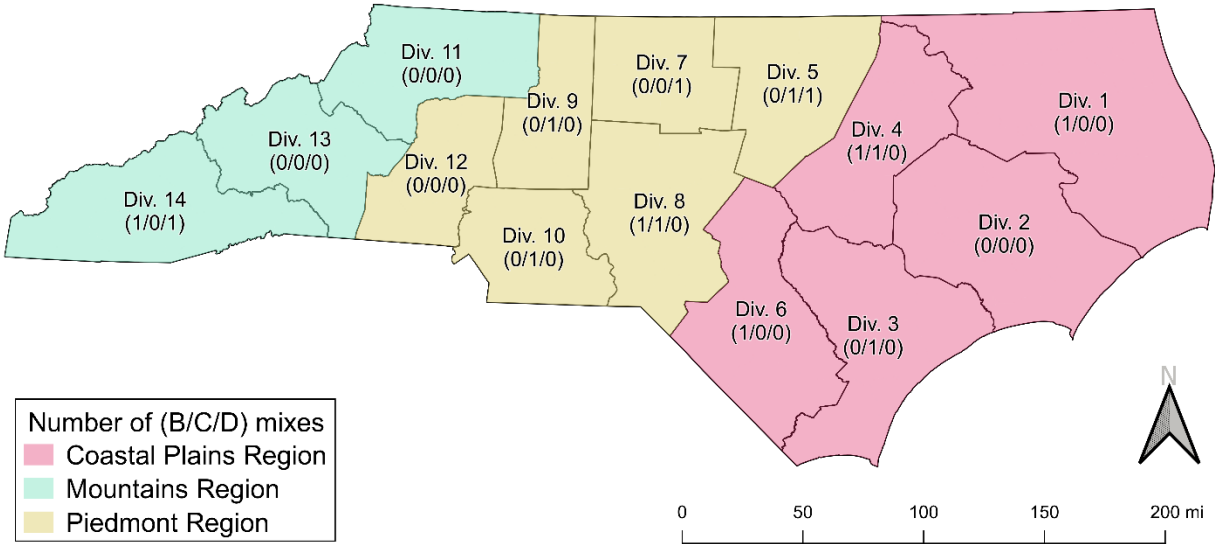 Div. 11
(0/0/0)
Div. 7
(0/0/1)
Div. 5
(0/1/1)
Div. 9
(0/1/0)
Div. 1
(1/0/0)
Div. 4
(1/1/0)
Div. 13
(0/0/0)
Div. 12
(0/0/0)
Div. 14
(1/0/1)
Div. 8
(1/1/0)
Div. 2
(0/0/0)
Div. 10
(0/1/0)
Div. 6
(1/0/0)
Div. 3
(0/1/0)
N
Number of (B/C/D) mixes
Coastal Plains Region
Mountains Region
Piedmont Region
0 50 100 150 200 mi